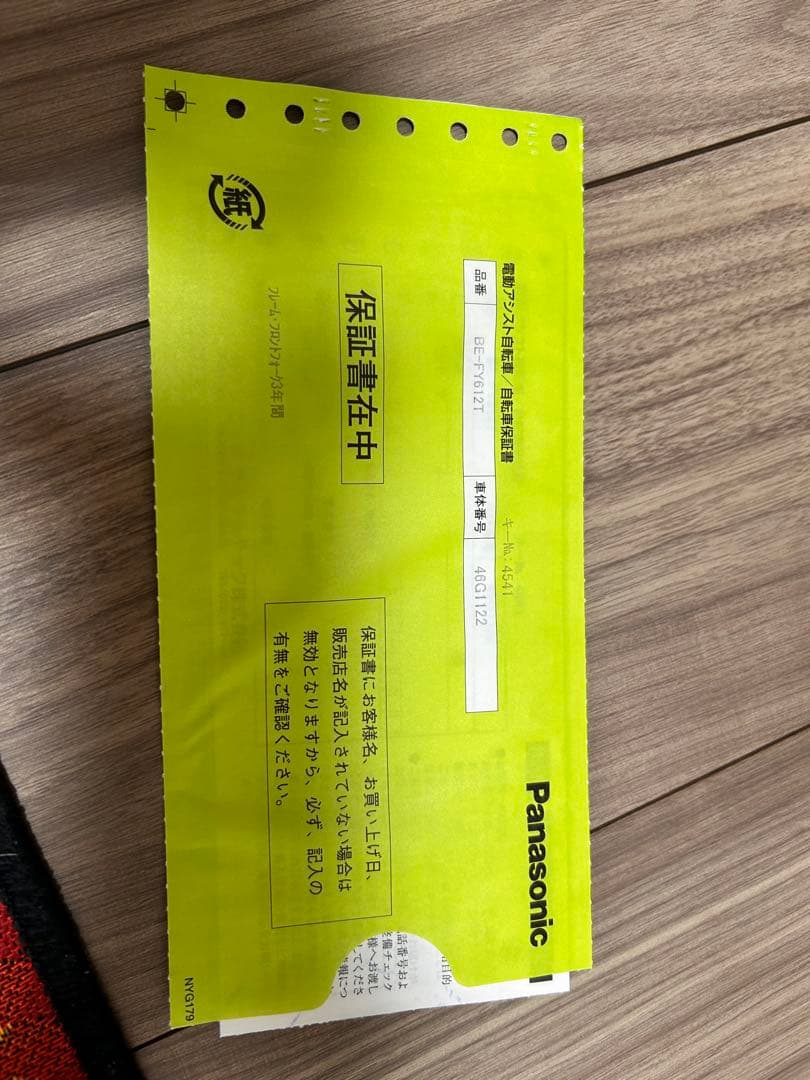 Panasonic
電動アシスト自転車／自転車保証書
キーNo:4541
品番 BE-FY612T 車体番号 46G1122
保証書在中
フレーム・フロントフォーク3年間
紙
保証書にお客様名、お買い上げ日、
販売店名が記入されていない場合は
無効となりますから、必ず、記入の
有無をご確認ください。
NYG179